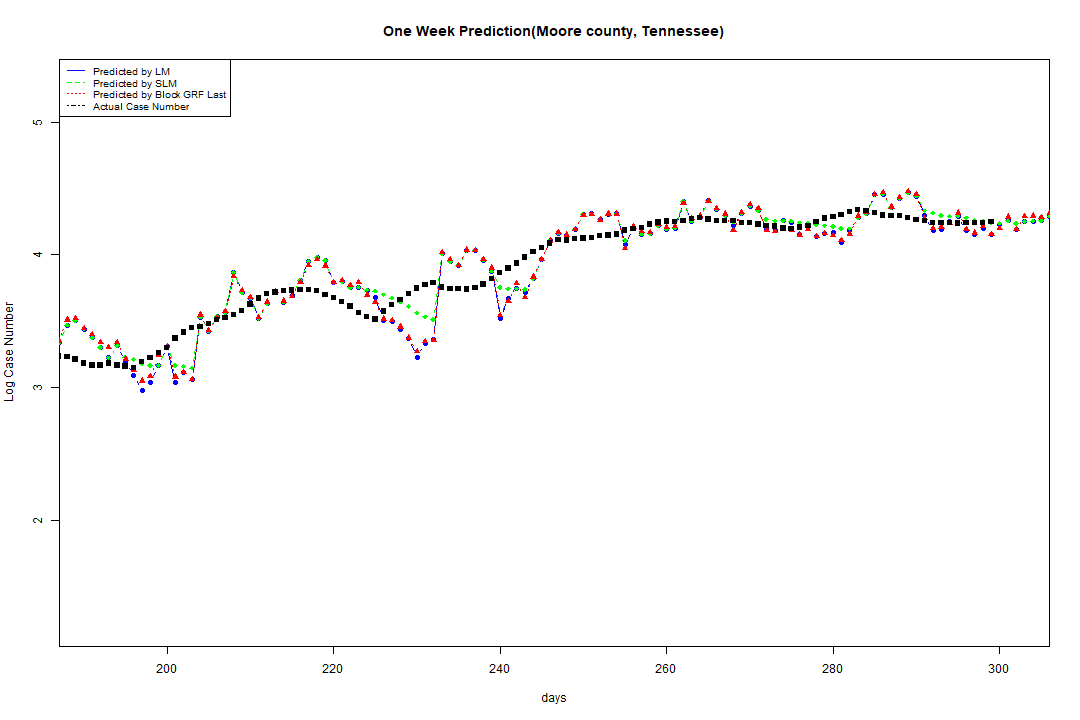 One Week Prediction(Moore county, Tennessee)
Predicted by LM
Predicted by SLM
Predicted by Block GRF Last
Actual Case Number
5
4
3
2
Log Case Number
200 220 240 260 280 300
days